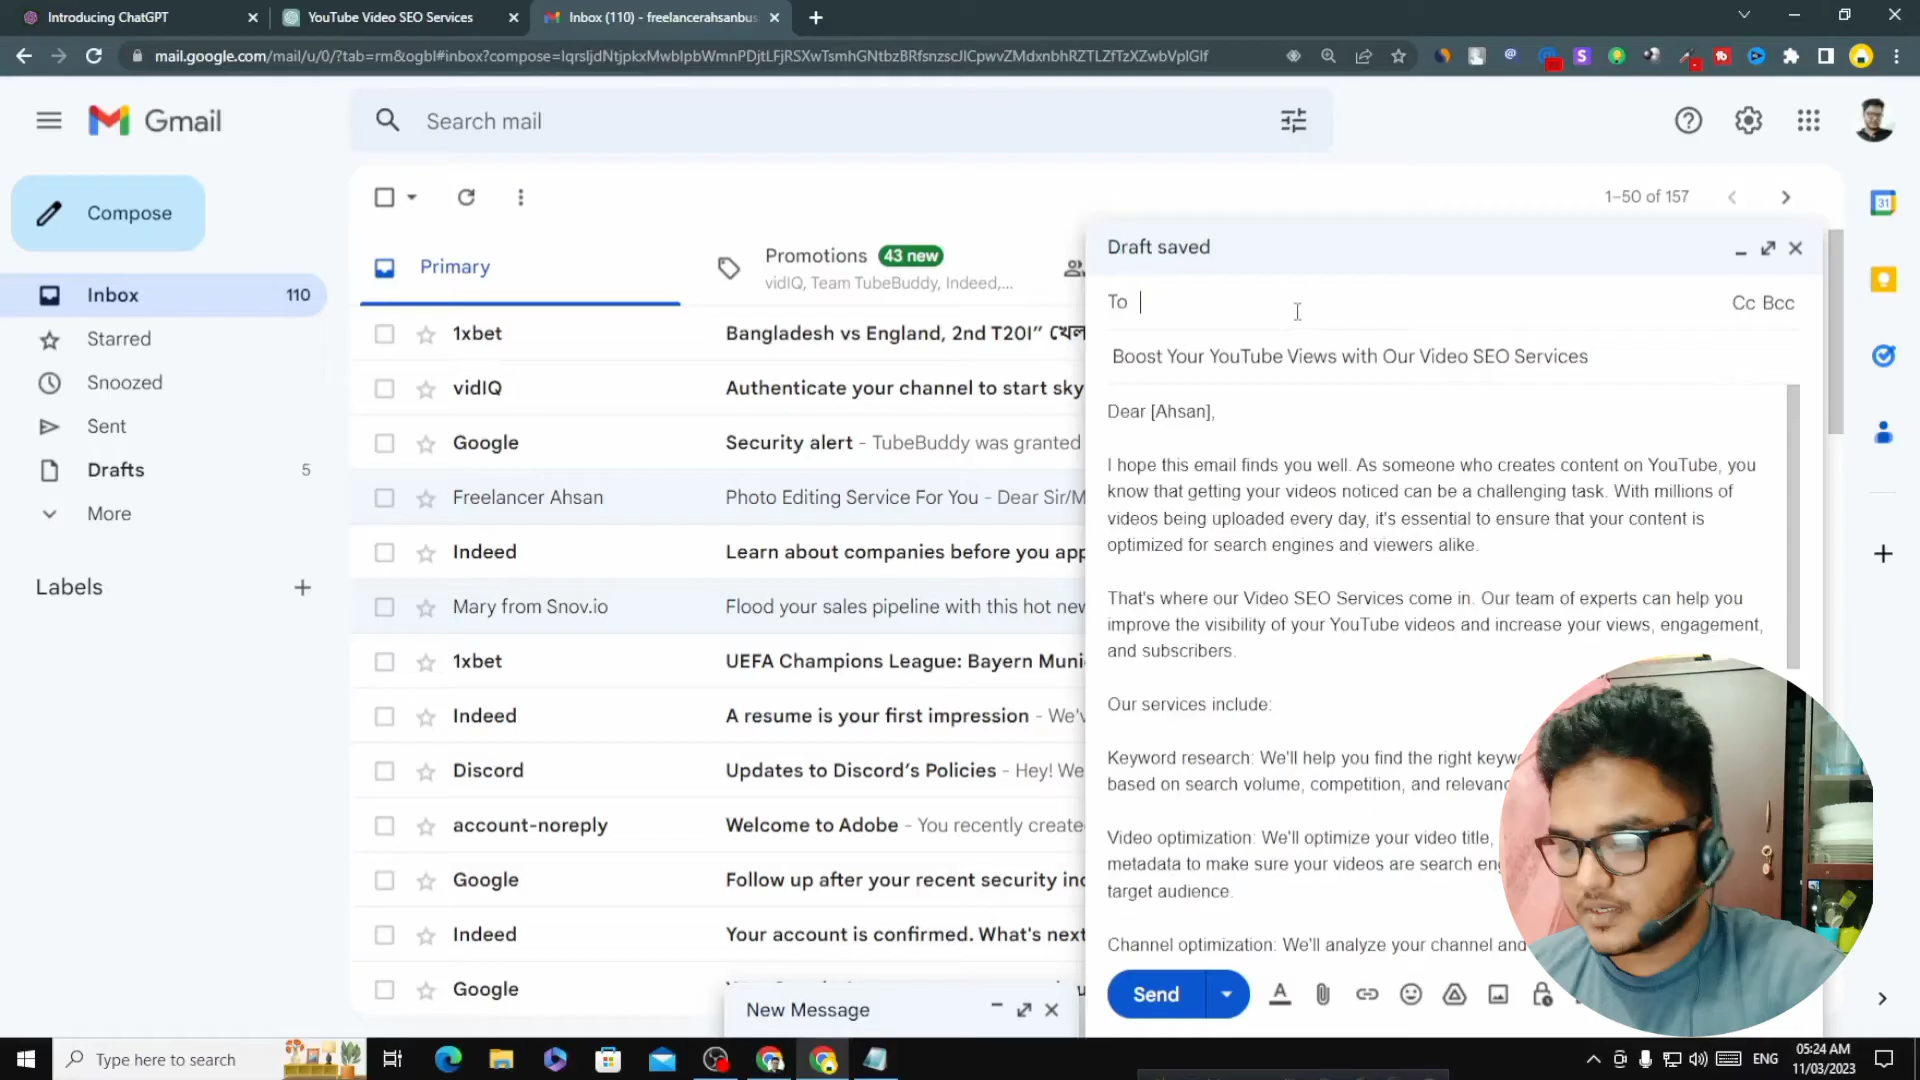 Introducing ChatGPT
YouTube Video SEO Services
Inbox (110) - freelancerahsanbus
mail.google.com/mail/u/0/?tab=rm&ogbl#inbox?compose=
Gmail
Search mail
Compose
1–50 of 157
Inbox 110
Starred
Snoozed
Sent
Drafts 5
More
Labels
Primary
Promotions 43 new
vidIQ, Team TubeBuddy, Indeed,...
1xbet Bangladesh vs England, 2nd T20I”
vidIQ Authenticate your channel to start sky
Google Security alert - TubeBuddy was granted
Freelancer Ahsan Photo Editing Service For You - Dear Sir/M
Indeed Learn about companies before you app
Mary from Snov.io Flood your sales pipeline with this hot new
1xbet UEFA Champions League: Bayern Muni
Indeed A resume is your first impression - We'v
Discord Updates to Discord’s Policies - Hey! We
account-noreply Welcome to Adobe - You recently create
Google Follow up after your recent security inc
Indeed Your account is confirmed. What's next
Google
New Message
Draft saved
To
Cc Bcc
Boost Your YouTube Views with Our Video SEO Services
Dear [Ahsan],
I hope this email finds you well. As someone who creates content on YouTube, you
know that getting your videos noticed can be a challenging task. With millions of
videos being uploaded every day, it's essential to ensure that your content is
optimized for search engines and viewers alike.
That's where our Video SEO Services come in. Our team of experts can help you
improve the visibility of your YouTube videos and increase your views, engagement,
and subscribers.
Our services include:
Keyword research: We'll help you find the right keyw
based on search volume, competition, and relevanc
Video optimization: We'll optimize your video title,
metadata to make sure your videos are search eng
target audience.
Channel optimization: We'll analyze your channel and
Send
Type here to search
ENG
05:24 AM
11/03/2023